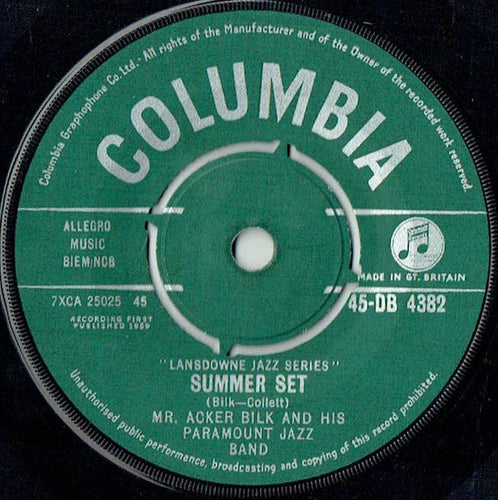 Columbia Graphophone Co. Ltd.- All rights of the Manufacturer and of the Owner of the recorded work reserved
COLUMBIA
ALLEGRO
MUSIC
BIEM/NCB
MADE IN GT. BRITAIN
7XCA 25025 45
45-DB 4382
RECORDING FIRST
PUBLISHED 1959
"LANSDOWNE JAZZ SERIES"
SUMMER SET
(Bilk—Collett)
MR. ACKER BILK AND HIS
PARAMOUNT JAZZ
BAND
Unauthorised public performance, broadcasting and copying of this record prohibited.